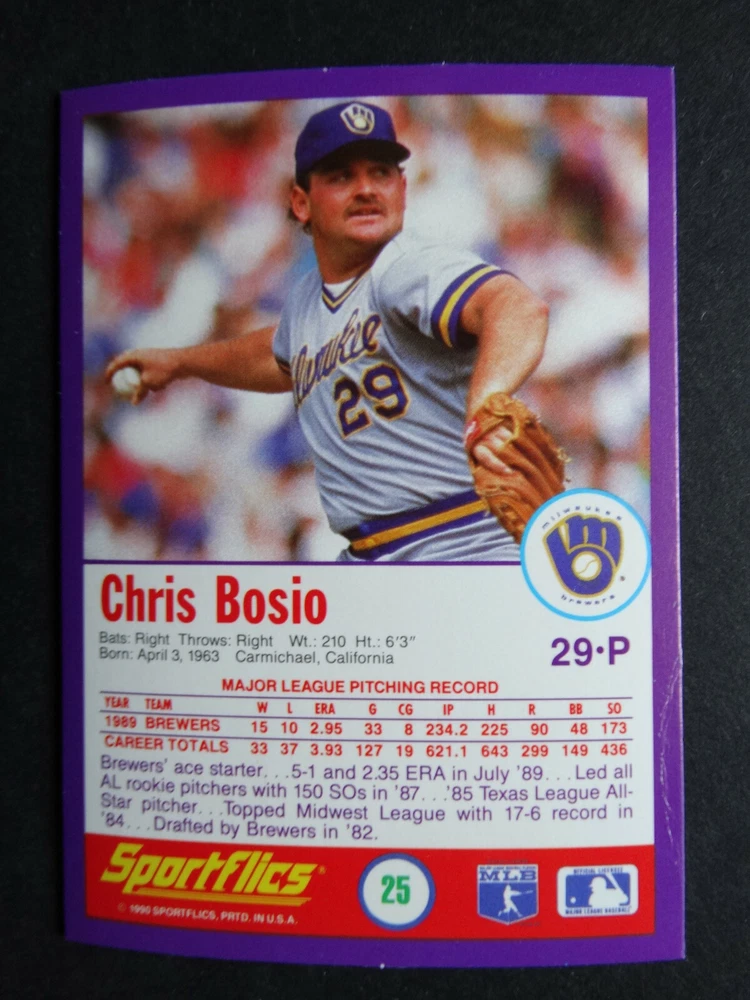 Milwaukee
29
milwaukee
brewers
Chris Bosio
Bats: Right Throws: Right Wt.: 210 Ht.: 6'3"
Born: April 3, 1963 Carmichael, California
29•P
MAJOR LEAGUE PITCHING RECORD
YEAR TEAM W L ERA G CG IP H R BB SO
1989 BREWERS 15 10 2.95 33 8 234.2 225 90 48 173
CAREER TOTALS 33 37 3.93 127 19 621.1 643 299 149 436
Brewers' ace starter. . .5-1 and 2.35 ERA in July '89. . .Led all
AL rookie pitchers with 150 SOs in '87. . .'85 Texas League All-
Star pitcher. . .Topped Midwest League with 17-6 record in
'84. . .Drafted by Brewers in '82.
Sportflics®
© 1990 SPORTFLICS, PRTD. IN U.S.A.
25
MLB
OFFICIAL LICENSEE
MAJOR LEAGUE BASEBALL